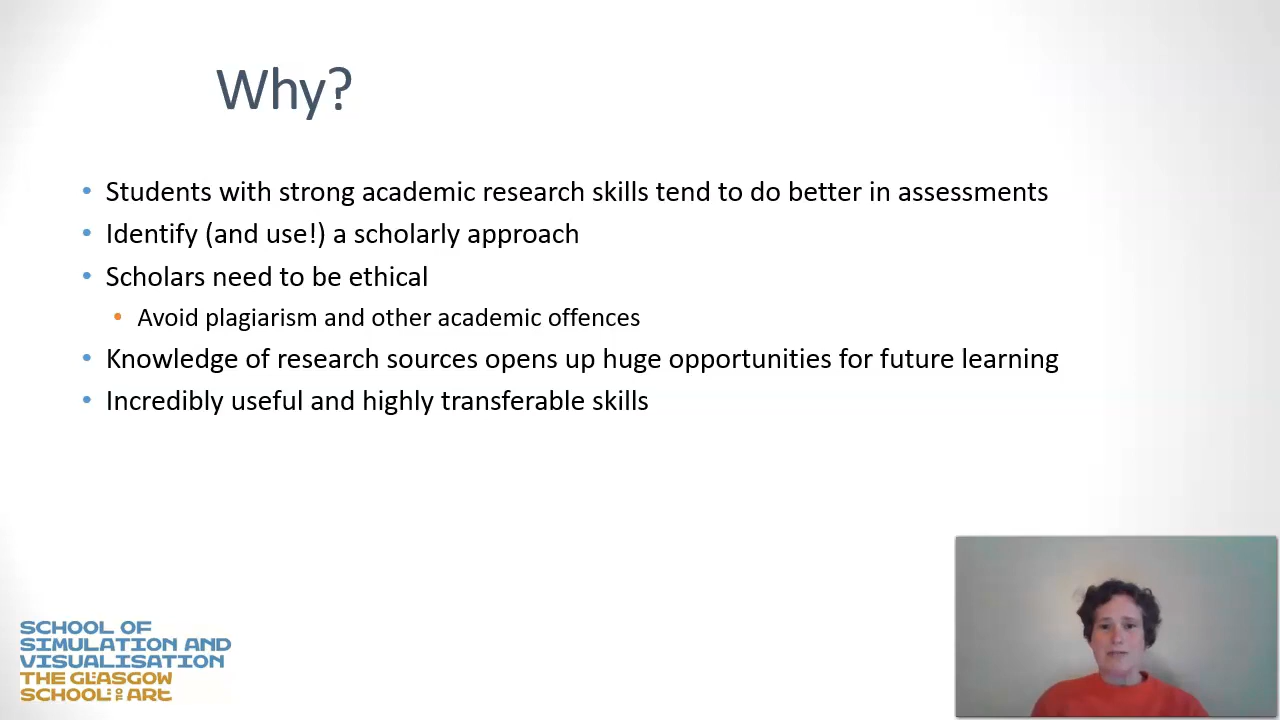 Why?
• Students with strong academic research skills tend to do better in assessments
• Identify (and use!) a scholarly approach
• Scholars need to be ethical
• Avoid plagiarism and other academic offences
• Knowledge of research sources opens up huge opportunities for future learning
• Incredibly useful and highly transferable skills
SCHOOL OF
SIMULATION AND
VISUALISATION
THE GLASGOW
SCHOOL OF ART